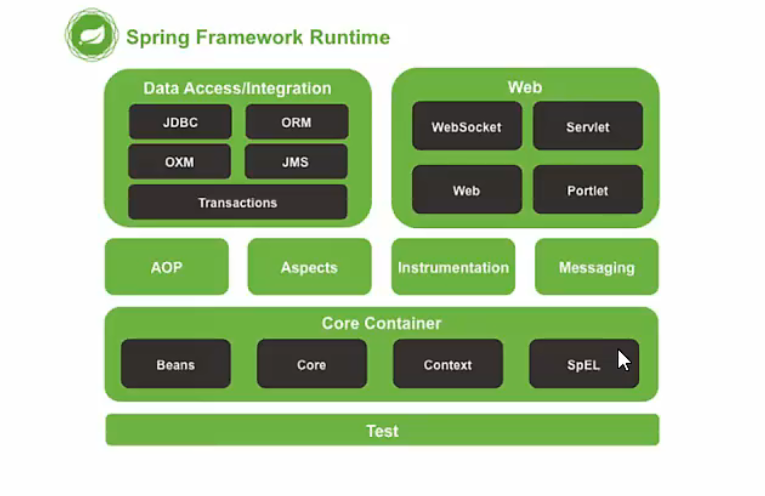 Spring Framework Runtime
Data Access/Integration
JDBC
ORM
OXM
JMS
Transactions
Web
WebSocket
Servlet
Web
Portlet
AOP
Aspects
Instrumentation
Messaging
Core Container
Beans
Core
Context
SpEL
Test